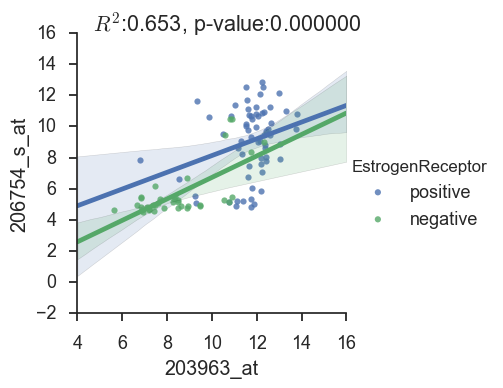 R²:0.653, p-value:0.000000
16
14
12
10
8
6
4
2
0
−2
206754_s_at
4 6 8 10 12 14 16
203963_at
EstrogenReceptor
positive
negative